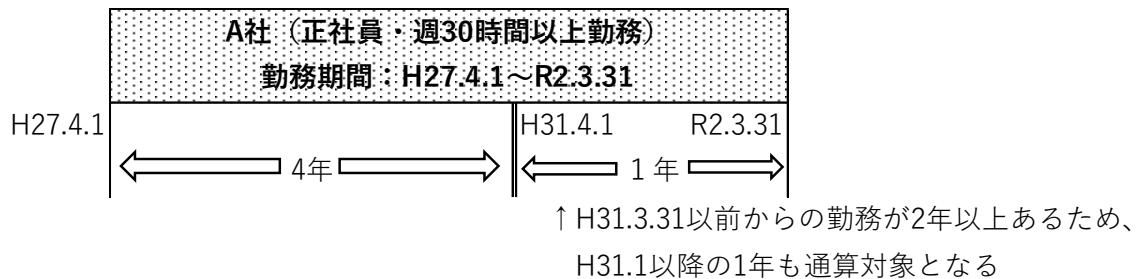 A社（正社員・週30時間以上勤務）
勤務期間：H27.4.1～R2.3.31
H27.4.1 H31.4.1 R2.3.31
4年 1年
↑H31.3.31以前からの勤務が2年以上あるため、
H31.1以降の1年も通算対象となる